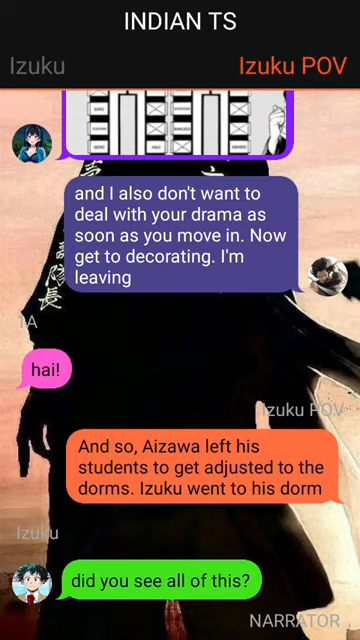 INDIAN TS
Izuku
Izuku POV
and I also don't want to
deal with your drama as
soon as you move in. Now
get to decorating. I'm
leaving
1A
hai!
Izuku POV
And so, Aizawa left his
students to get adjusted to the
dorms. Izuku went to his dorm
Izuku
did you see all of this?
NARRATOR